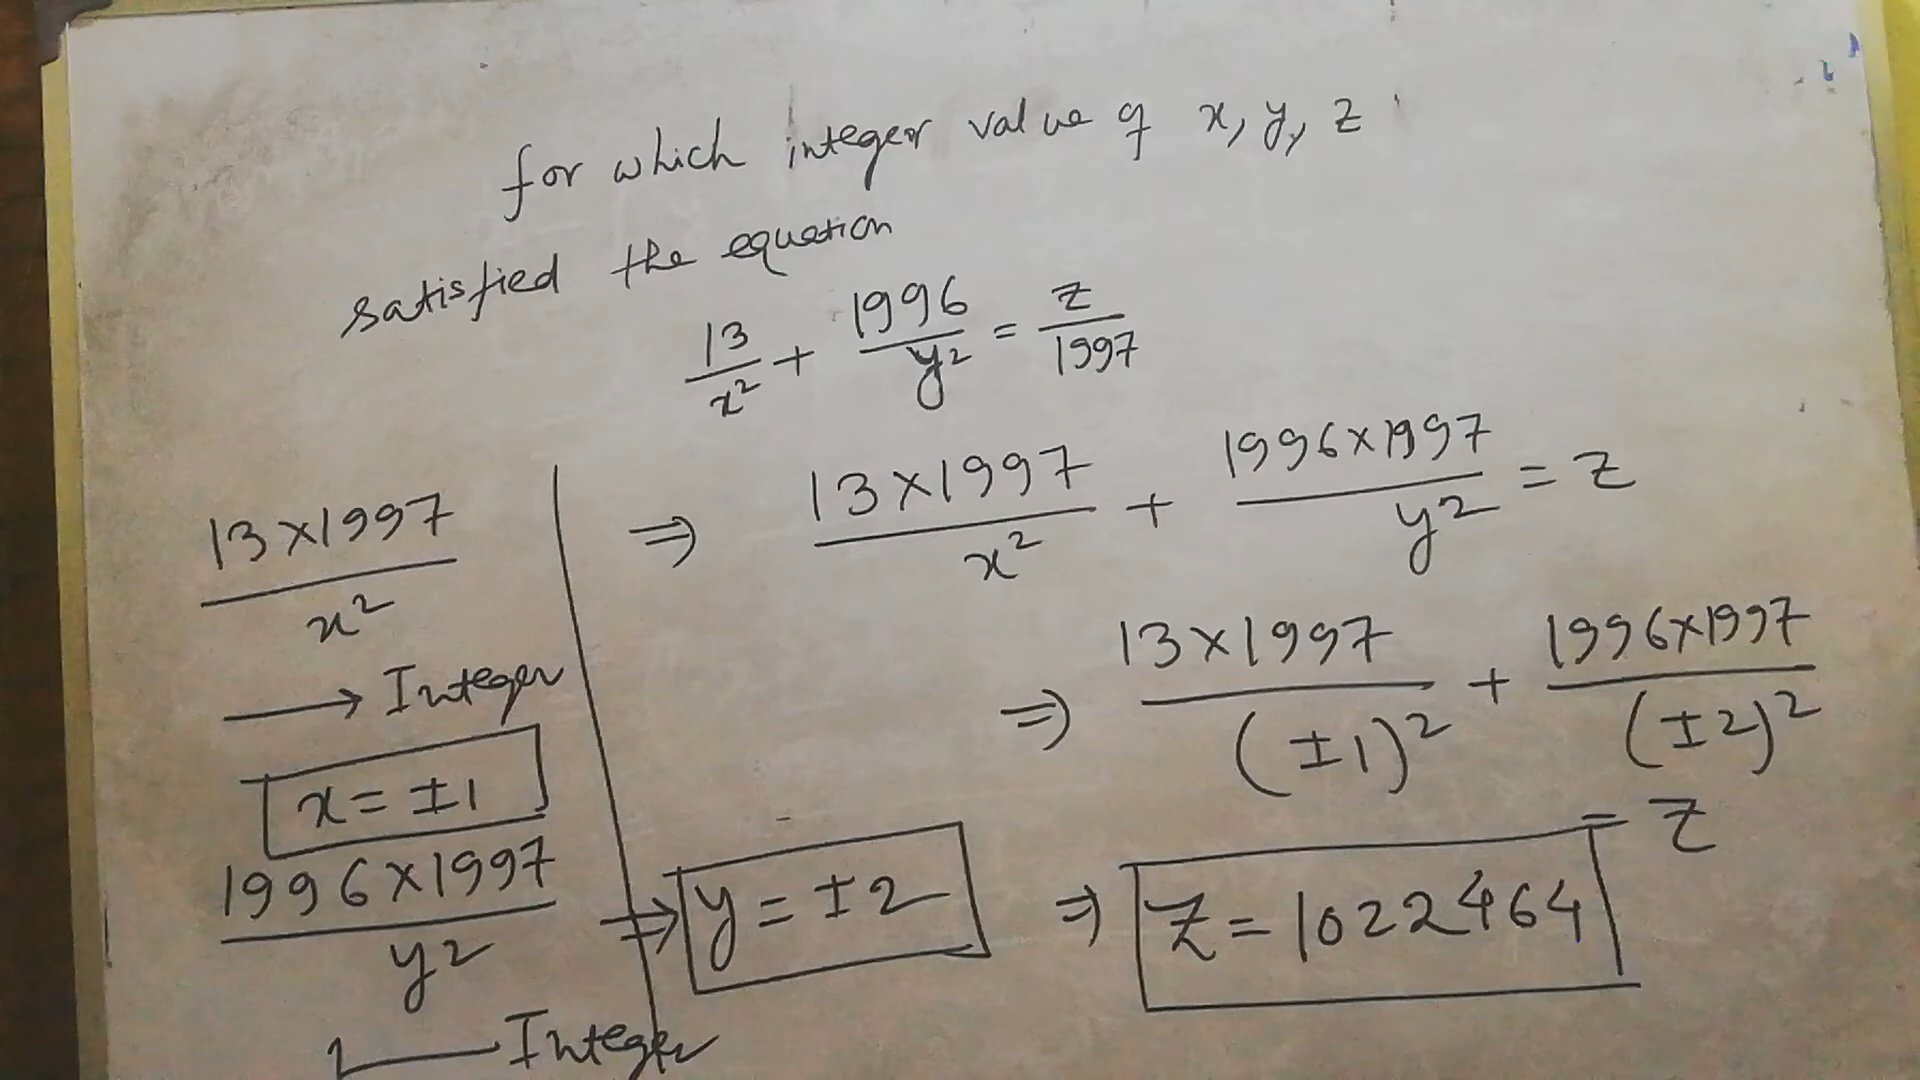 for which integer value of x, y, z
satisfied the equation
13/x² + 1996/y² = z/1997
⇒ 13×1997/x² + 1996×1997/y² = z
13×1997/x²
→ Integer
x = ±1
⇒ 13×1997/(±1)² + 1996×1997/(±2)²
= z
1996×1997/y²
⇒ y = ±2
⇒ z = 1022464
Integer